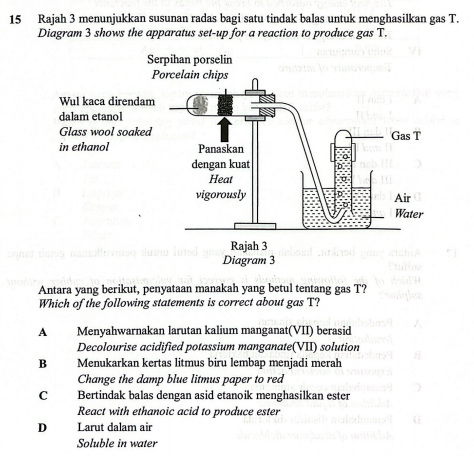 15 Rajah 3 menunjukkan susunan radas bagi satu tindak balas untuk menghasilkan gas T.
Diagram 3 shows the apparatus set-up for a reaction to produce gas T.
Serpihan porselin
Porcelain chips
Wul kaca direndam
dalam etanol
Glass wool soaked
in ethanol
Panaskan
dengan kuat
Heat
vigorously
Gas T
Air
Water
Rajah 3
Diagram 3
Antara yang berikut, penyataan manakah yang betul tentang gas T?
Which of the following statements is correct about gas T?
A Menyahwarnakan larutan kalium manganat(VII) berasid
Decolourise acidified potassium manganate(VII) solution
B Menukarkan kertas litmus biru lembap menjadi merah
Change the damp blue litmus paper to red
C Bertindak balas dengan asid etanoik menghasilkan ester
React with ethanoic acid to produce ester
D Larut dalam air
Soluble in water